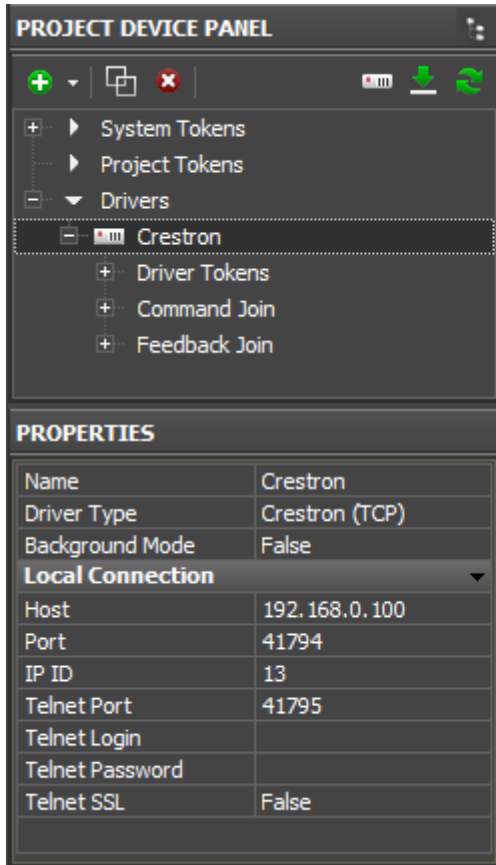 PROJECT DEVICE PANEL
System Tokens
Project Tokens
Drivers
Crestron
Driver Tokens
Command Join
Feedback Join
PROPERTIES
Name Crestron
Driver Type Crestron (TCP)
Background Mode False
Local Connection
Host 192.168.0.100
Port 41794
IP ID 13
Telnet Port 41795
Telnet Login
Telnet Password
Telnet SSL False